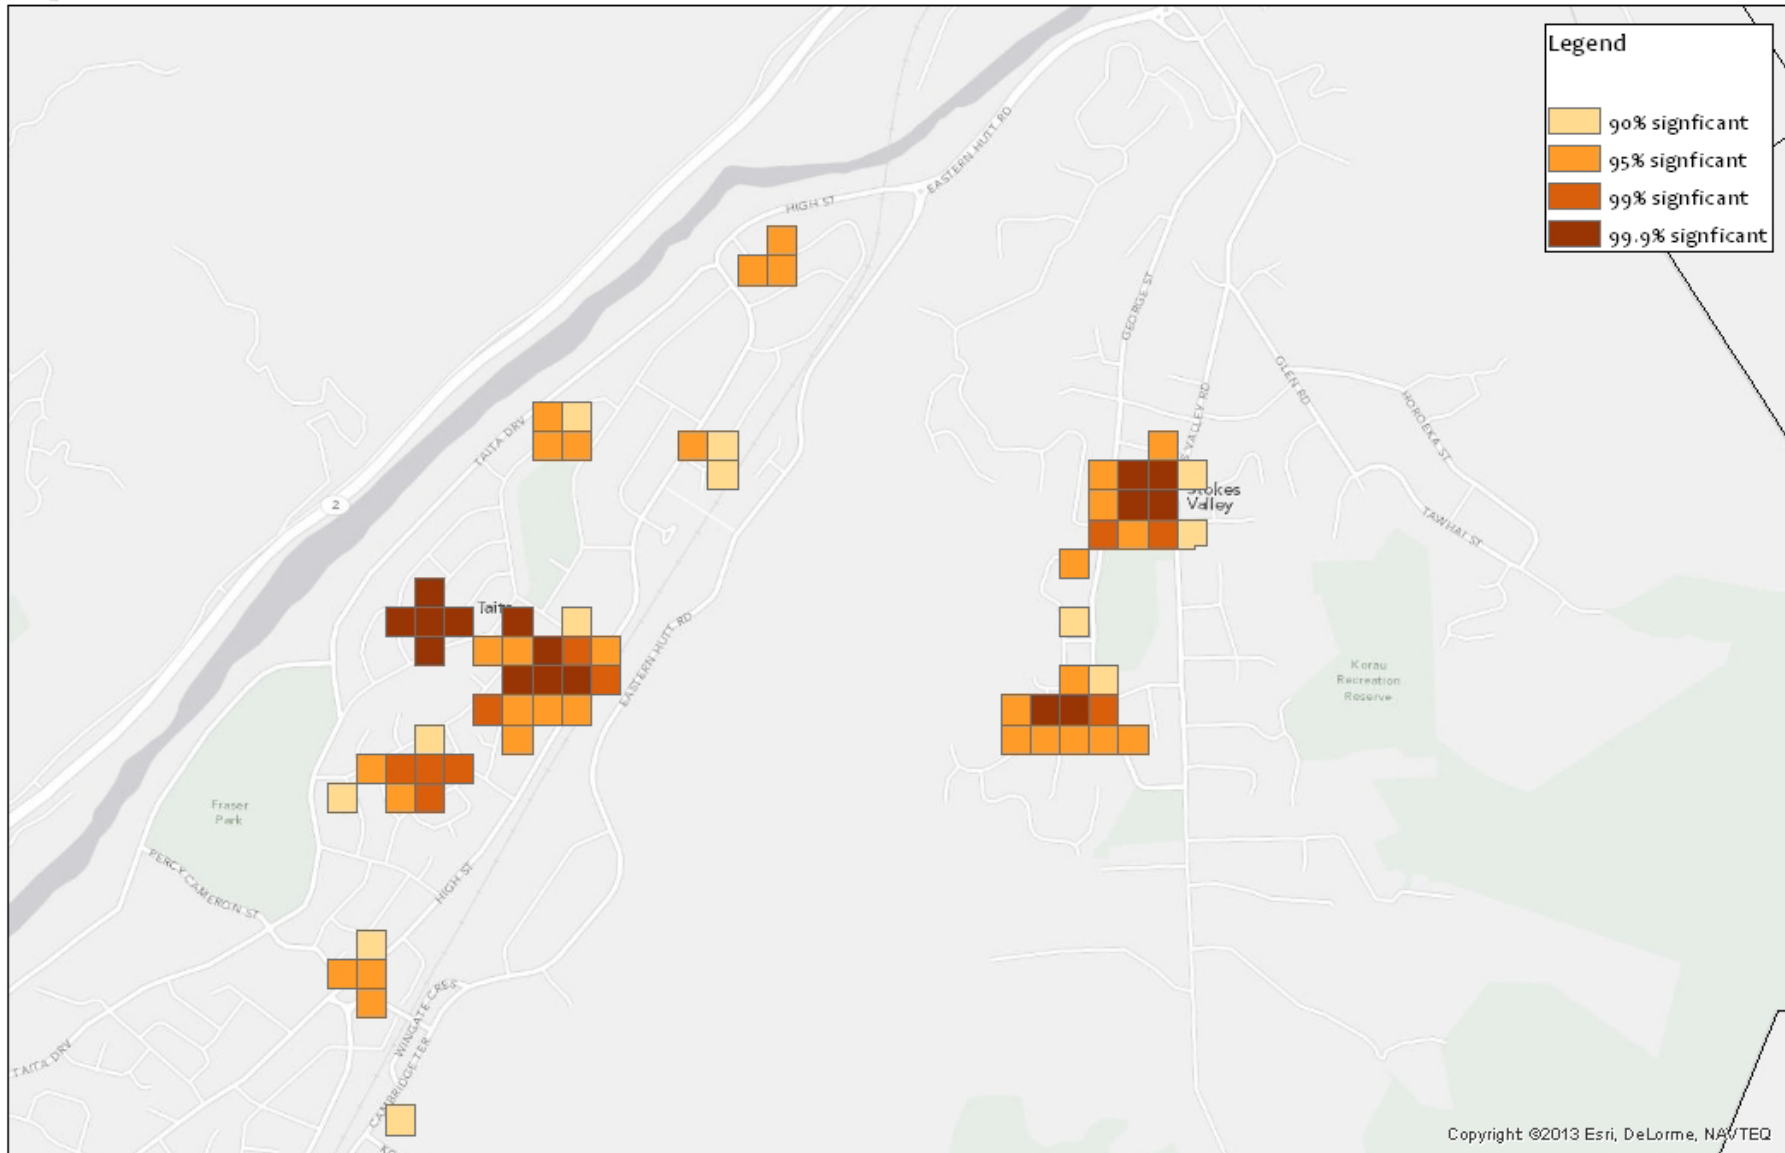 Legend
90% signficant
95% signficant
99% signficant
99.9% signficant
EASTERN HUTT RD
HIGH ST
GEORGE ST
GLEN RD
HOROEKA ST
S VALLEY RD
TAITA DRV
2
Stokes
Valley
TAWHAI ST
Taita
EASTERN HUTT RD
Korau
Recreation
Reserve
Fraser
Park
PERCY CAMERON ST
HIGH ST
WINGATE CRES
TAITA DRV
CAMBRIDGE TER
Copyright ©2013 Esri, DeLorme, NAVTEQ